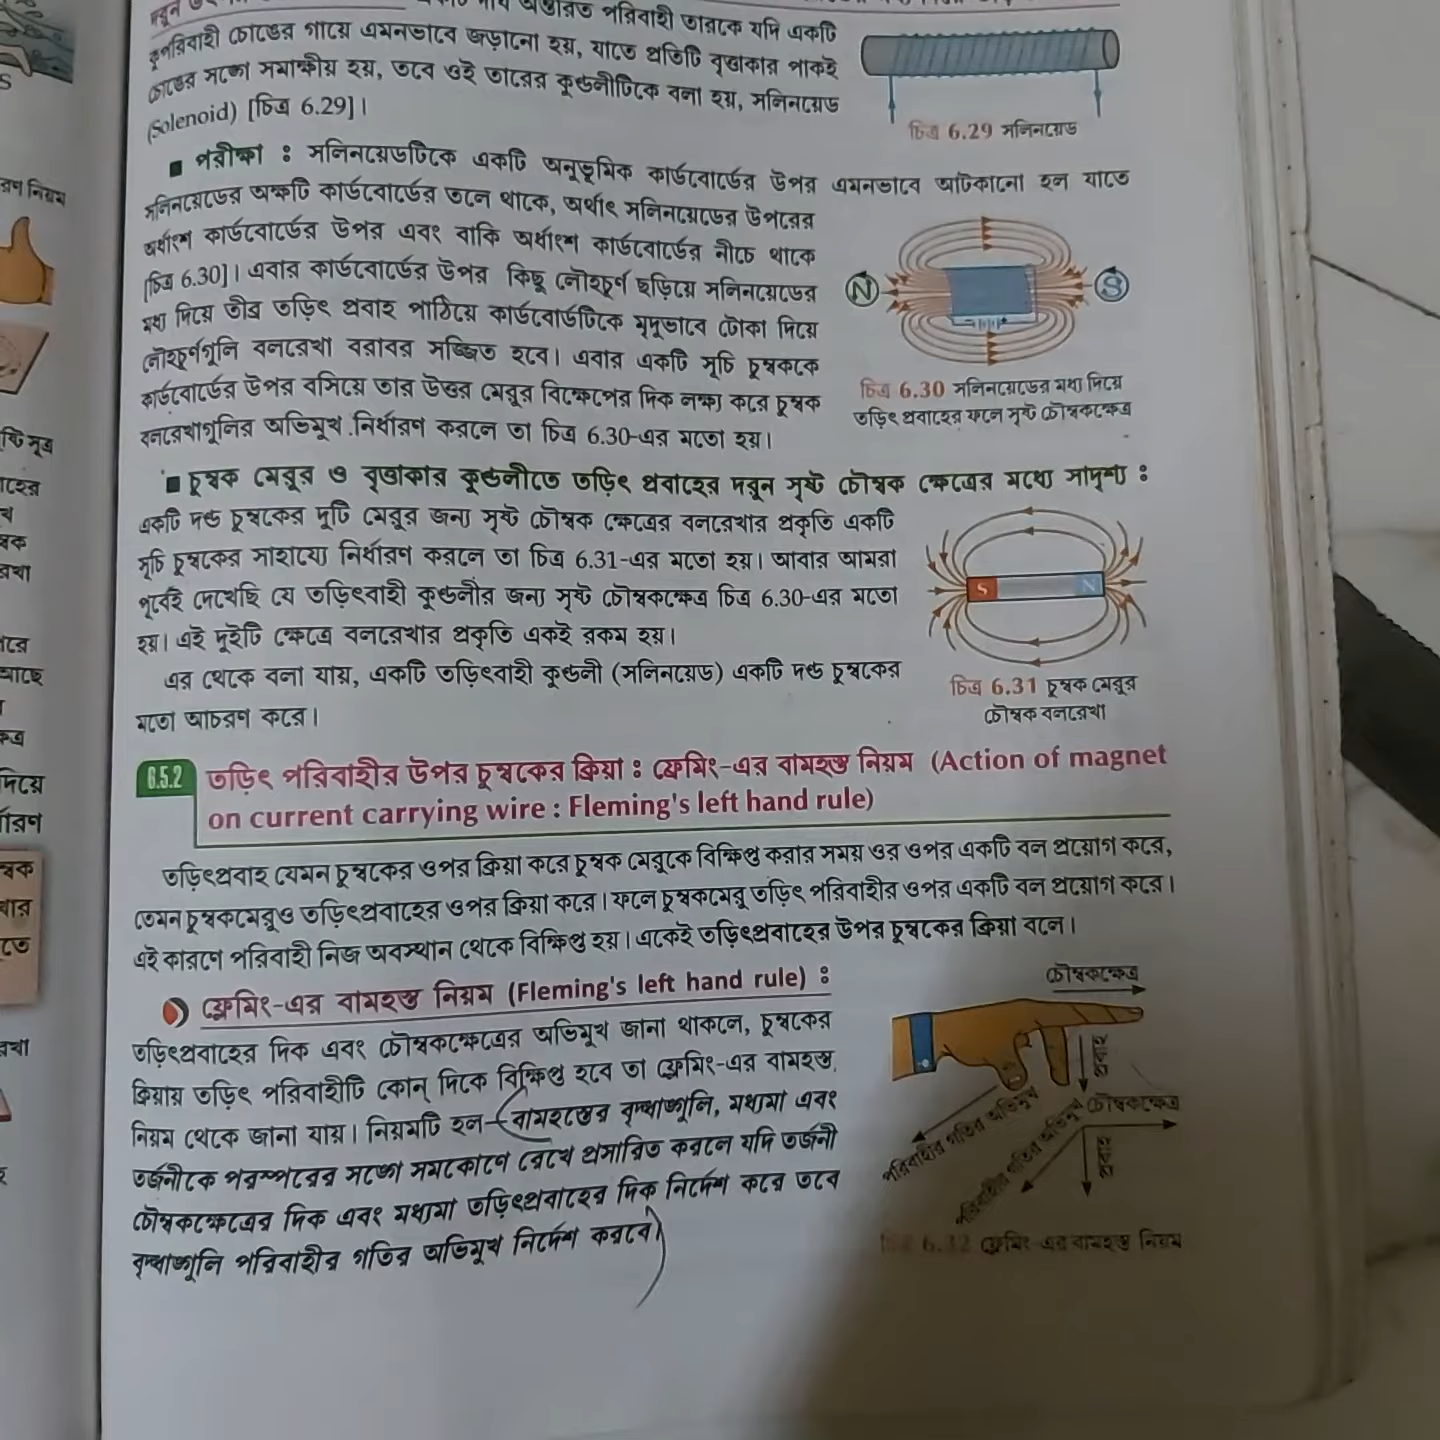 অন্তরিত পরিবাহী তারকে যদি একটি
কুপরিবাহী চোঙের গায়ে এমনভাবে জড়ানো হয়, যাতে প্রতিটি বৃত্তাকার পাকই
চোঙের সঙ্গে সমাক্ষীয় হয়, তবে ওই তারের কুণ্ডলীটিকে বলা হয়, সলিনয়েড
(Solenoid) [চিত্র 6.29]।
চিত্র 6.29 সলিনয়েড
■ পরীক্ষা : সলিনয়েডটিকে একটি অনুভূমিক কার্ডবোর্ডের উপর এমনভাবে আটকানো হল যাতে
সলিনয়েডের অক্ষটি কার্ডবোর্ডের তলে থাকে, অর্থাৎ সলিনয়েডের উপরের
অর্ধাংশ কার্ডবোর্ডের উপর এবং বাকি অর্ধাংশ কার্ডবোর্ডের নীচে থাকে
[চিত্র 6.30]। এবার কার্ডবোর্ডের উপর কিছু লৌহচূর্ণ ছড়িয়ে সলিনয়েডের
মধ্য দিয়ে তীব্র তড়িৎ প্রবাহ পাঠিয়ে কার্ডবোর্ডটিকে মৃদুভাবে টোকা দিয়ে
লৌহচূর্ণগুলি বলরেখা বরাবর সজ্জিত হবে। এবার একটি সূচি চুম্বককে
কার্ডবোর্ডের উপর বসিয়ে তার উত্তর মেরুর বিক্ষেপের দিক লক্ষ্য করে চুম্বক
বলরেখাগুলির অভিমুখ নির্ধারণ করলে তা চিত্র 6.30-এর মতো হয়।
N
S
চিত্র 6.30 সলিনয়েডের মধ্য দিয়ে
তড়িৎ প্রবাহের ফলে সৃষ্ট চৌম্বকক্ষেত্র
■ চুম্বক মেরুর ও বৃত্তাকার কুণ্ডলীতে তড়িৎ প্রবাহের দরুন সৃষ্ট চৌম্বক ক্ষেত্রের মধ্যে সাদৃশ্য :
একটি দণ্ড চুম্বকের দুটি মেরুর জন্য সৃষ্ট চৌম্বক ক্ষেত্রের বলরেখার প্রকৃতি একটি
সূচি চুম্বকের সাহায্যে নির্ধারণ করলে তা চিত্র 6.31-এর মতো হয়। আবার আমরা
পূর্বেই দেখেছি যে তড়িৎবাহী কুণ্ডলীর জন্য সৃষ্ট চৌম্বকক্ষেত্র চিত্র 6.30-এর মতো
হয়। এই দুইটি ক্ষেত্রে বলরেখার প্রকৃতি একই রকম হয়।
এর থেকে বলা যায়, একটি তড়িৎবাহী কুণ্ডলী (সলিনয়েড) একটি দণ্ড চুম্বকের
মতো আচরণ করে।
S
N
চিত্র 6.31 চুম্বক মেরুর
চৌম্বক বলরেখা
6.5.2 তড়িৎ পরিবাহীর উপর চুম্বকের ক্রিয়া : ফ্লেমিং-এর বামহস্ত নিয়ম (Action of magnet
on current carrying wire : Fleming's left hand rule)
তড়িৎপ্রবাহ যেমন চুম্বকের ওপর ক্রিয়া করে চুম্বক মেরুকে বিক্ষিপ্ত করার সময় ওর ওপর একটি বল প্রয়োগ করে,
তেমন চুম্বকমেরুও তড়িৎপ্রবাহের ওপর ক্রিয়া করে। ফলে চুম্বকমেরু তড়িৎ পরিবাহীর ওপর একটি বল প্রয়োগ করে।
এই কারণে পরিবাহী নিজ অবস্থান থেকে বিক্ষিপ্ত হয়। একেই তড়িৎপ্রবাহের উপর চুম্বকের ক্রিয়া বলে।
ফ্লেমিং-এর বামহস্ত নিয়ম (Fleming's left hand rule) :
তড়িৎপ্রবাহের দিক এবং চৌম্বকক্ষেত্রের অভিমুখ জানা থাকলে, চুম্বকের
ক্রিয়ায় তড়িৎ পরিবাহীটি কোন্ দিকে বিক্ষিপ্ত হবে তা ফ্লেমিং-এর বামহস্ত
নিয়ম থেকে জানা যায়। নিয়মটি হল—বামহস্তের বৃদ্ধাঙ্গুলি, মধ্যমা এবং
তর্জনীকে পরস্পরের সঙ্গে সমকোণে রেখে প্রসারিত করলে যদি তর্জনী
চৌম্বকক্ষেত্রের দিক এবং মধ্যমা তড়িৎপ্রবাহের দিক নির্দেশ করে তবে
বৃদ্ধাঙ্গুলি পরিবাহীর গতির অভিমুখ নির্দেশ করবে।
চৌম্বকক্ষেত্র
প্রবাহ
পরিবাহীর গতির অভিমুখ
চৌম্বকক্ষেত্র
প্রবাহ
পরিবাহীর গতির অভিমুখ
চিত্র 6.32 ফ্লেমিং-এর বামহস্ত নিয়ম